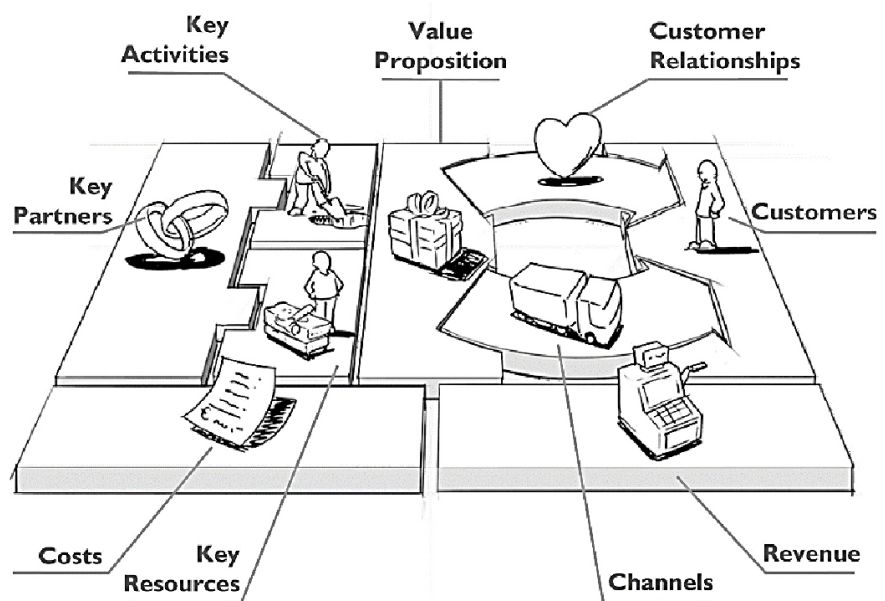 Key
Activities
Value
Proposition
Customer
Relationships
Key
Partners
Customers
Costs
Key
Resources
Channels
Revenue